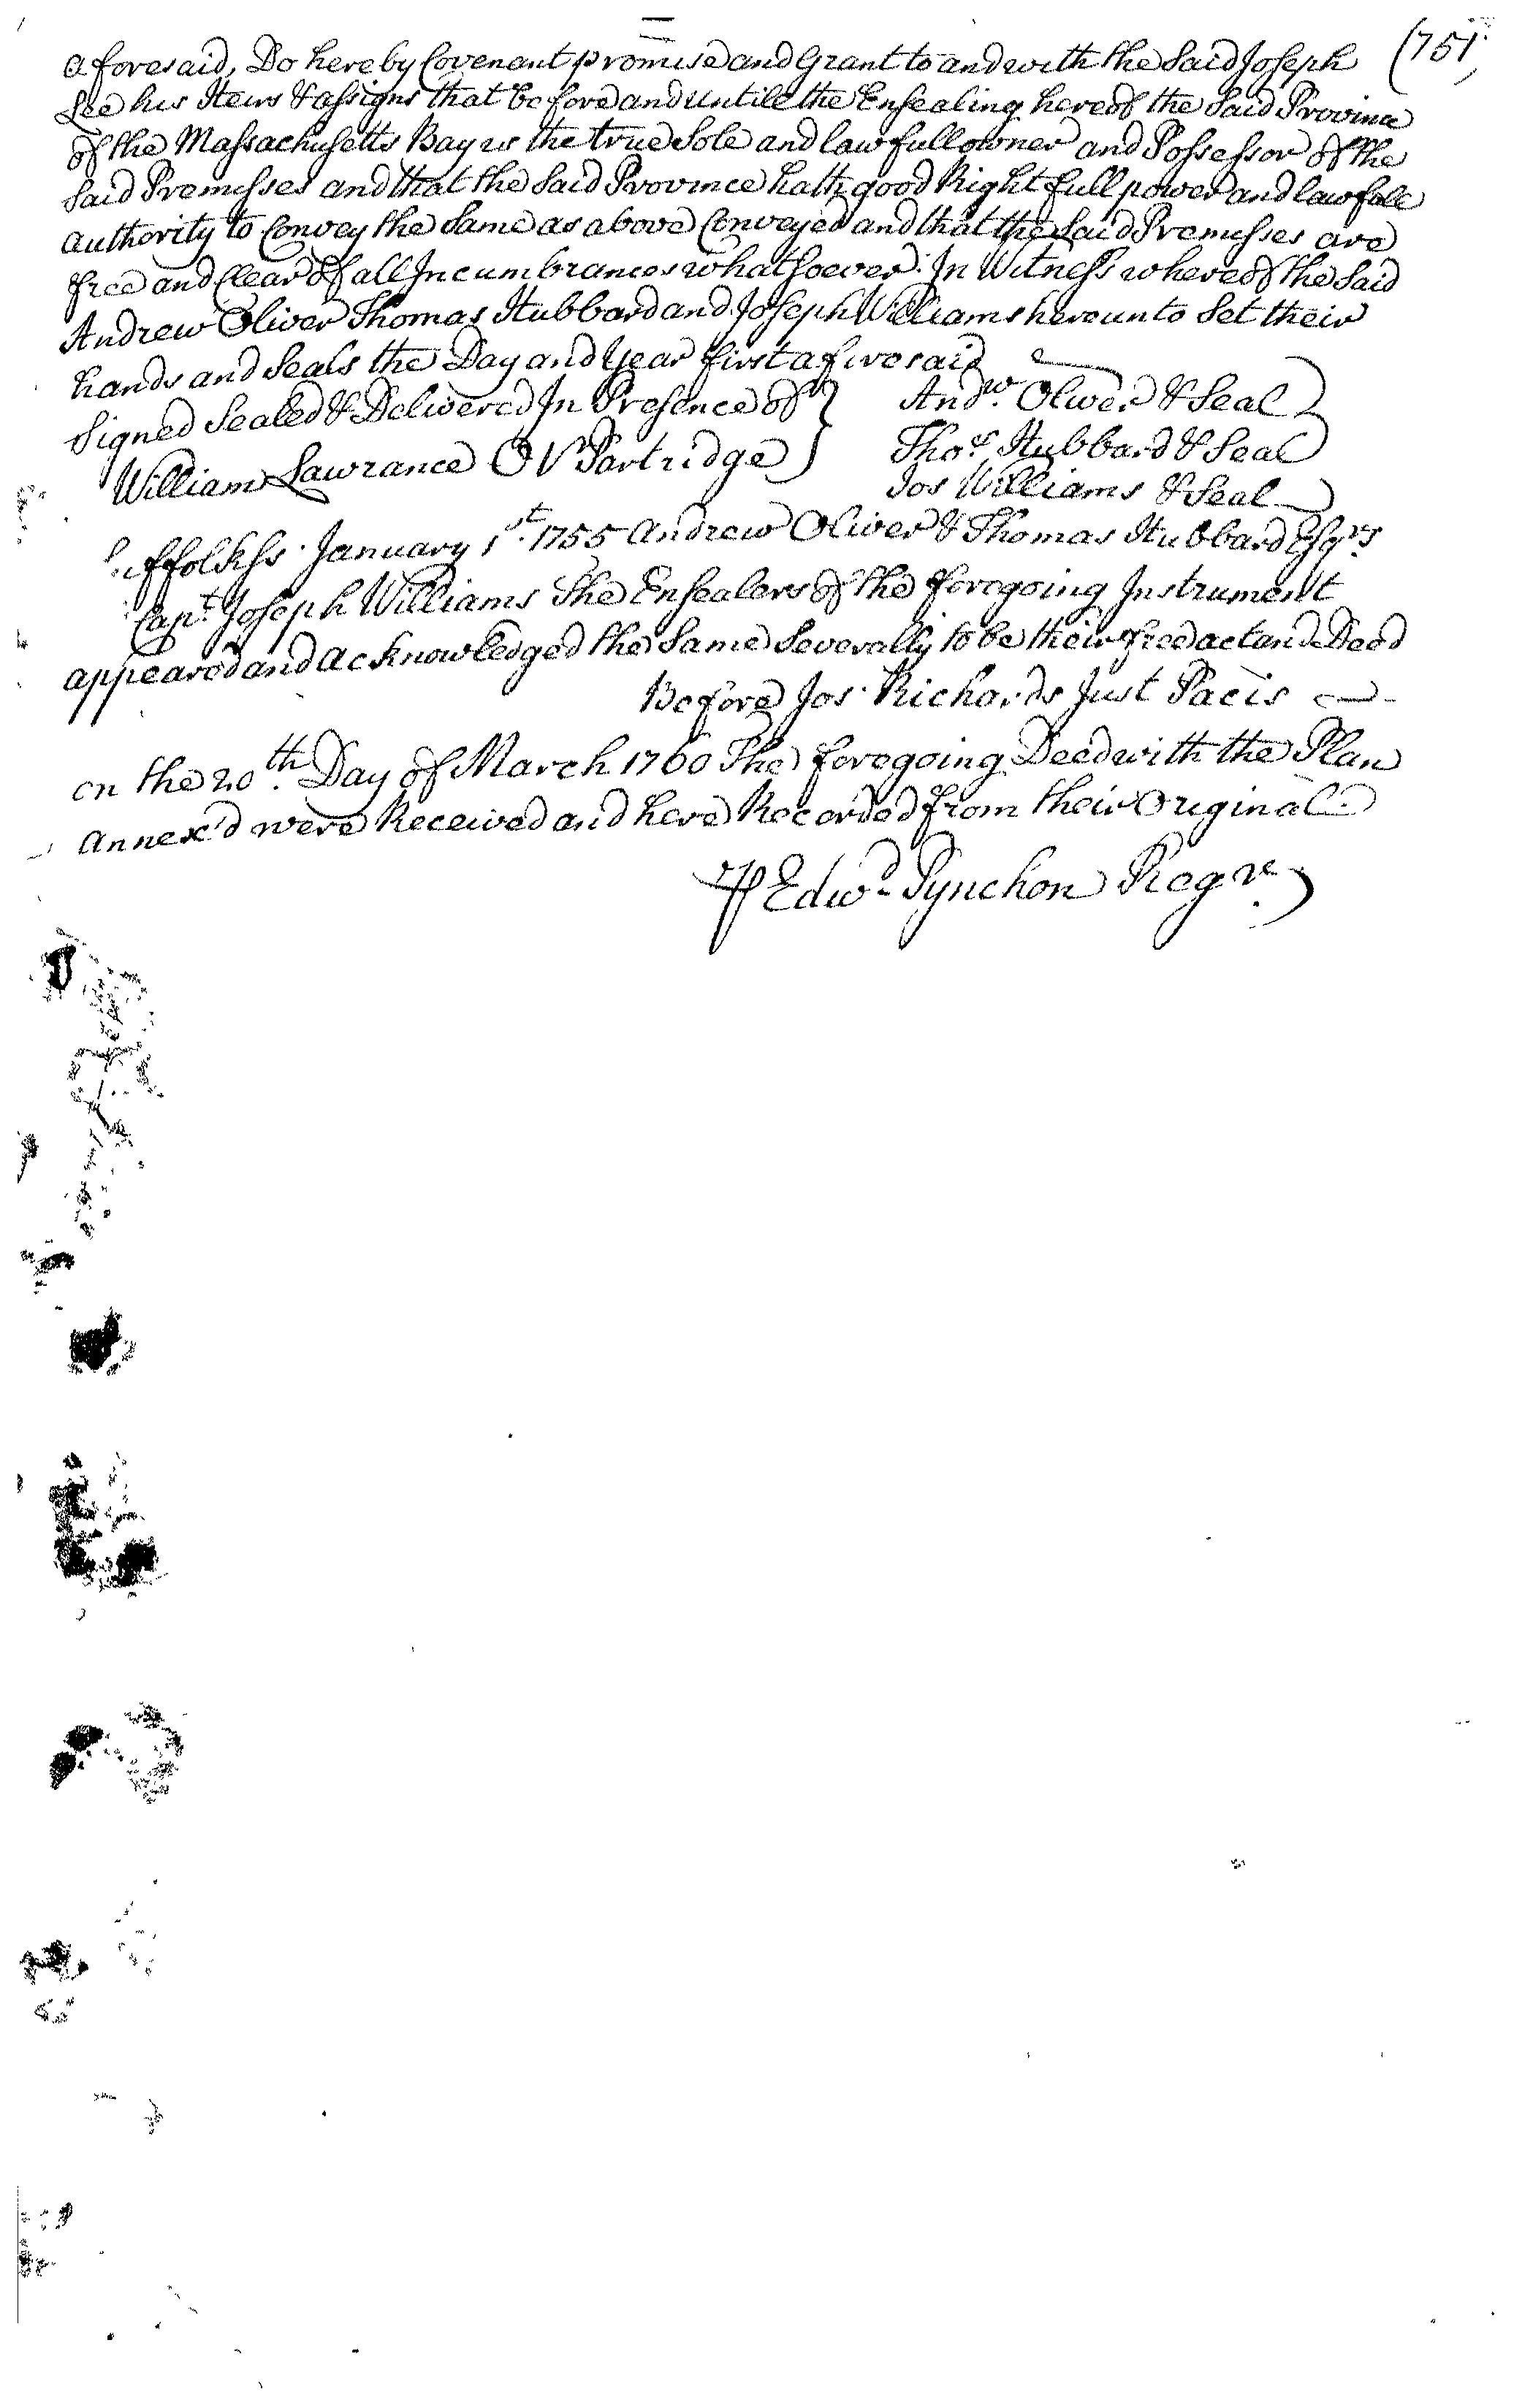 (751)
aforesaid, Do hereby Covenant promise and Grant to and with the Said Joseph
Lee his Heirs & assigns that before and Untill the Ensealing hereof the Said Province
of the Massachusetts Bay is the true Sole and lawfull owner and Possessor of the
Said Premisses and that the Said Province hath good Right full power and lawfull
authority to Convey the Same as above Conveyed and that the Said Premisses are
free and Clear of all Incumbrances whatsoever. In Witness whereof the Said
Andrew Oliver Thomas Hubbard and Joseph Williams hereunto Set their
hands and Seals the Day and Year first aforesaid
Signed Sealed & Delivered In Presence of } Andw. Oliver & Seal
William Lawrance O V Partridge } Thos. Hubbard & Seal
Jos Williams & Seal
Suffolk ss. January 1st. 1755 Andrew Oliver & Thomas Hubbard Esqrs
Capt. Joseph Williams The Ensealers of the foregoing Instrument
appeared and acknowledged the Same Severally to be their free act and Deed
Before Jos. Richards Just Pacis
on the 20th. Day of March 1760 The foregoing Deed with the Plan
Annex'd were Received and here Recorded from their Original.
℔ Edwd. Pynchon Regr.